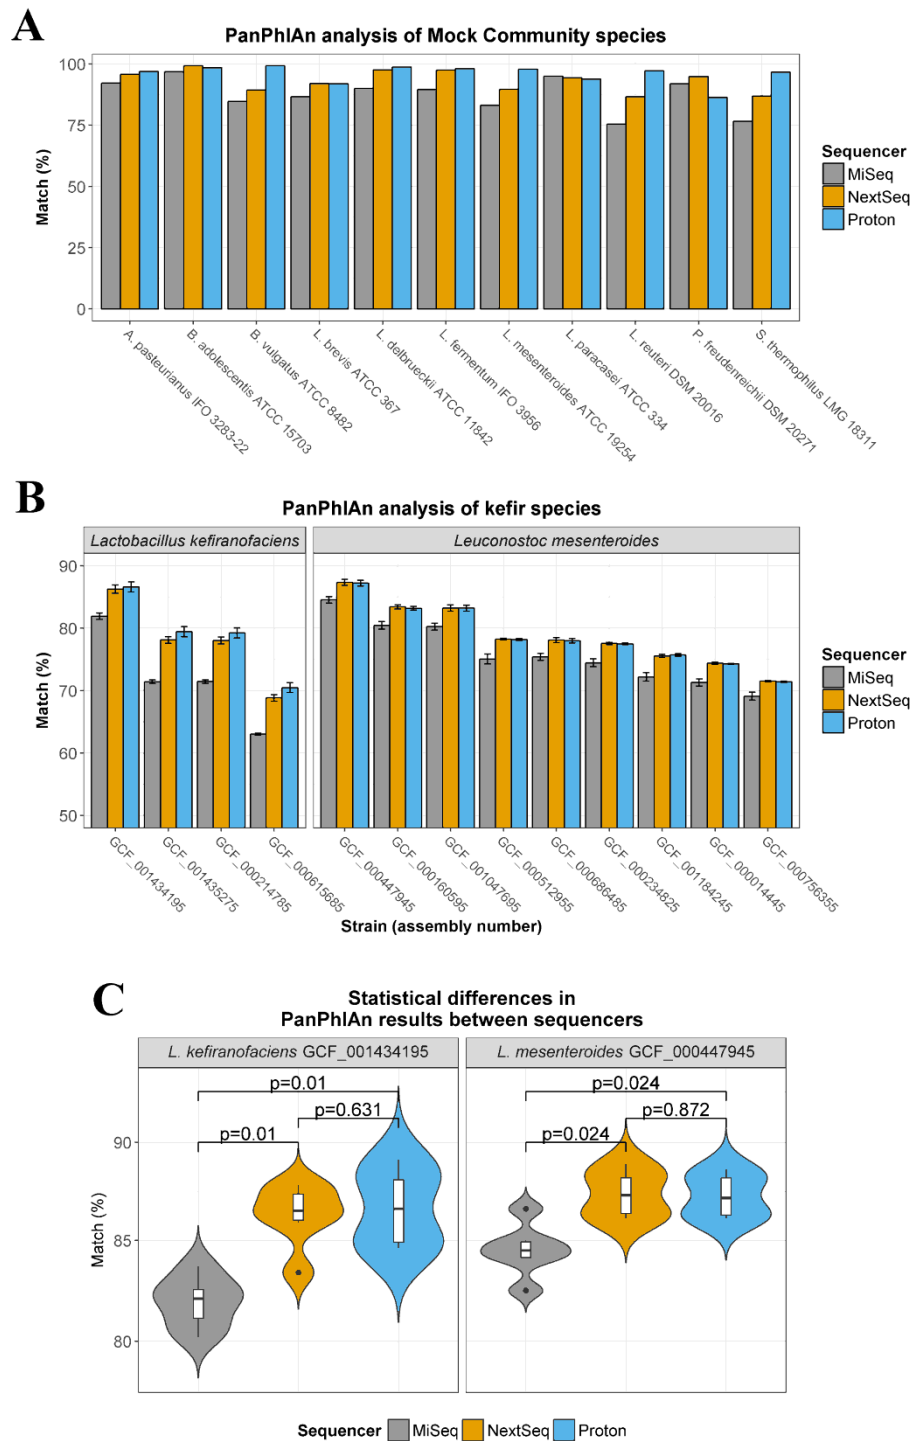 A
PanPhlAn analysis of Mock Community species
Match (%)
100
75
50
25
0
A. pasteurianus IFO 3283-22
B. adolescentis ATCC 15703
B. vulgatus ATCC 8482
L. brevis ATCC 367
L. delbrueckii ATCC 11842
L. fermentum IFO 3956
L. mesenteroides ATCC 19254
L. paracasei ATCC 334
L. reuteri DSM 20016
P. freudenreichii DSM 20271
S. thermophilus LMG 18311
Sequencer
MiSeq
NextSeq
Proton
B
PanPhlAn analysis of kefir species
Lactobacillus kefiranofaciens
Leuconostoc mesenteroides
Match (%)
90
80
70
60
50
GCF_001434195
GCF_001435275
GCF_000214785
GCF_000615685
GCF_000447945
GCF_000160595
GCF_001047695
GCF_000512955
GCF_000686485
GCF_000234825
GCF_001184245
GCF_000014445
GCF_000756355
Strain (assembly number)
Sequencer
MiSeq
NextSeq
Proton
C
Statistical differences in
PanPhlAn results between sequencers
L. kefiranofaciens GCF_001434195
L. mesenteroides GCF_000447945
Match (%)
90
85
80
p=0.01
p=0.631
p=0.01
p=0.024
p=0.872
p=0.024
Sequencer MiSeq NextSeq Proton